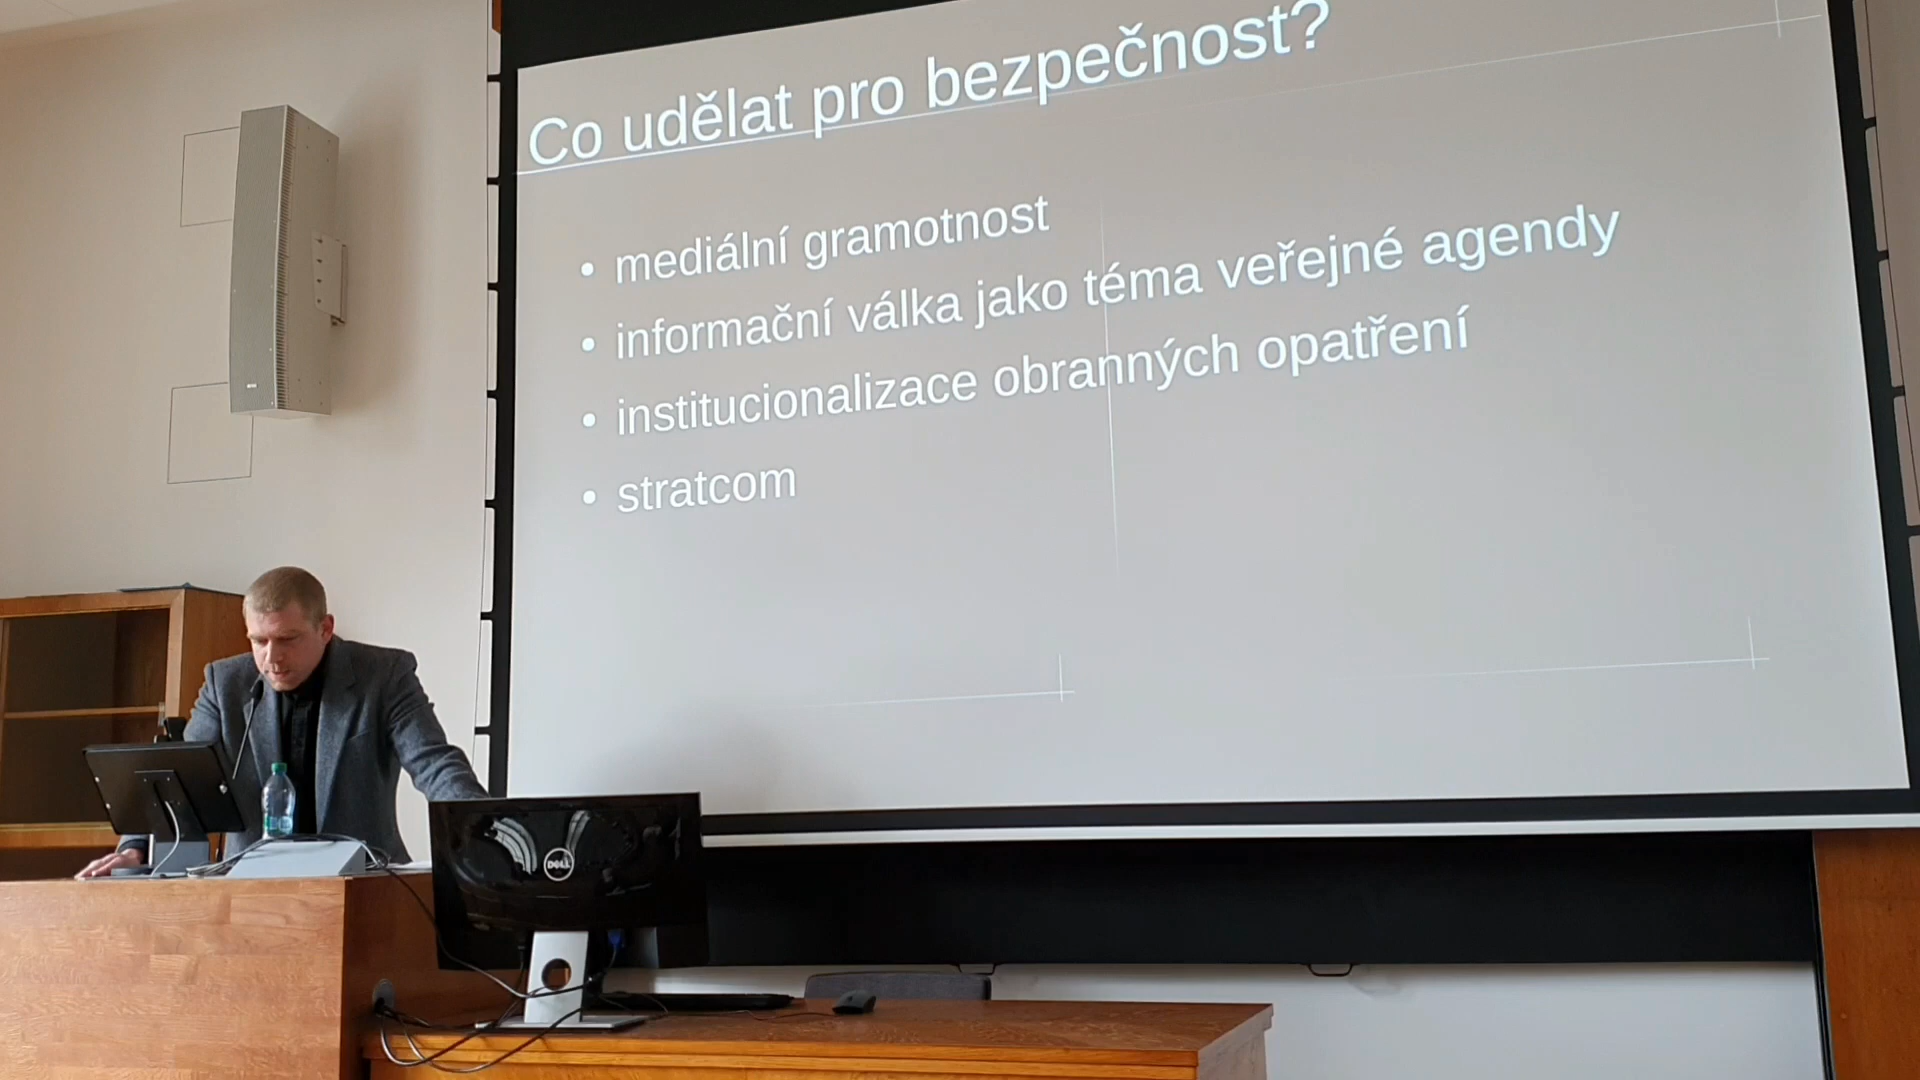 Co udělat pro bezpečnost?
• mediální gramotnost
• informační válka jako téma veřejné agendy
• institucionalizace obranných opatření
• stratcom
DELL